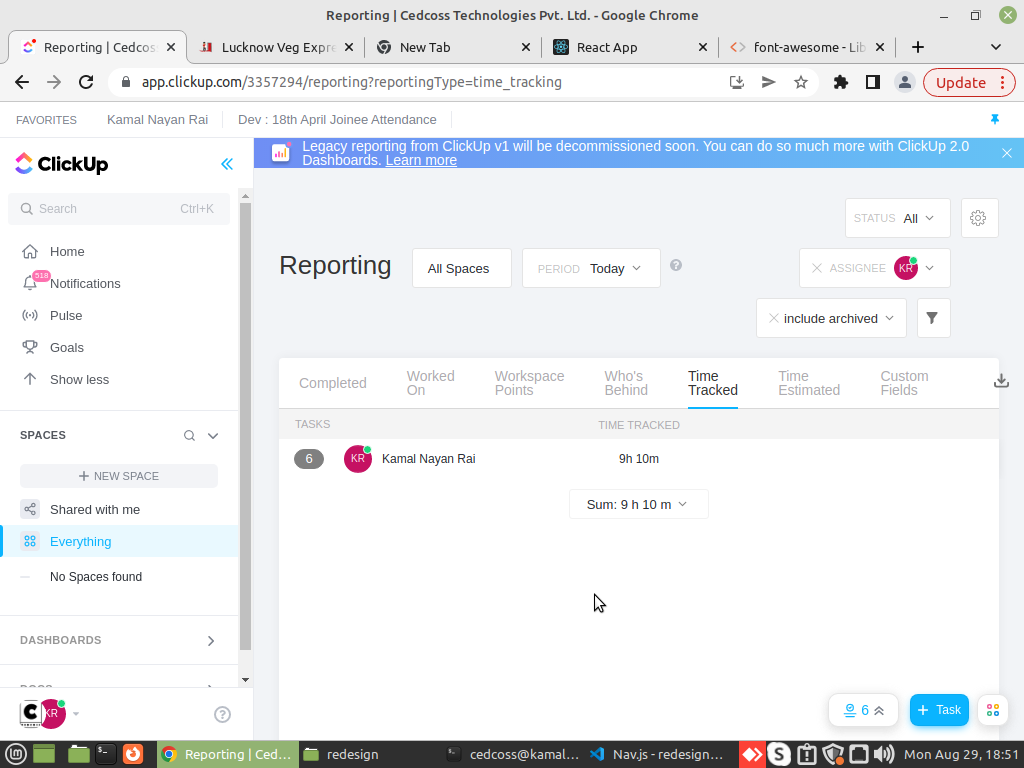 Reporting | Cedcoss Technologies Pvt. Ltd. - Google Chrome
Reporting | Cedcos
Lucknow Veg Expre
New Tab
React App
font-awesome - Lib
app.clickup.com/3357294/reporting?reportingType=time_tracking
Update
FAVORITES
Kamal Nayan Rai
Dev : 18th April Joinee Attendance
ClickUp
Legacy reporting from ClickUp v1 will be decommissioned soon. You can do so much more with ClickUp 2.0
Dashboards. Learn more
Search
Ctrl+K
STATUS All
Home
518
Notifications
Reporting
All Spaces
PERIOD Today
ASSIGNEE KR
Pulse
include archived
Goals
Show less
Completed
Worked
On
Workspace
Points
Who's
Behind
Time
Tracked
Time
Estimated
Custom
Fields
SPACES
TASKS
TIME TRACKED
6
KR
Kamal Nayan Rai
9h 10m
+ NEW SPACE
Sum: 9 h 10 m
Shared with me
Everything
No Spaces found
DASHBOARDS
C
KR
6
+ Task
Reporting | Ced...
redesign
cedcoss@kamal...
Nav.js - redesign...
S
Mon Aug 29, 18:51